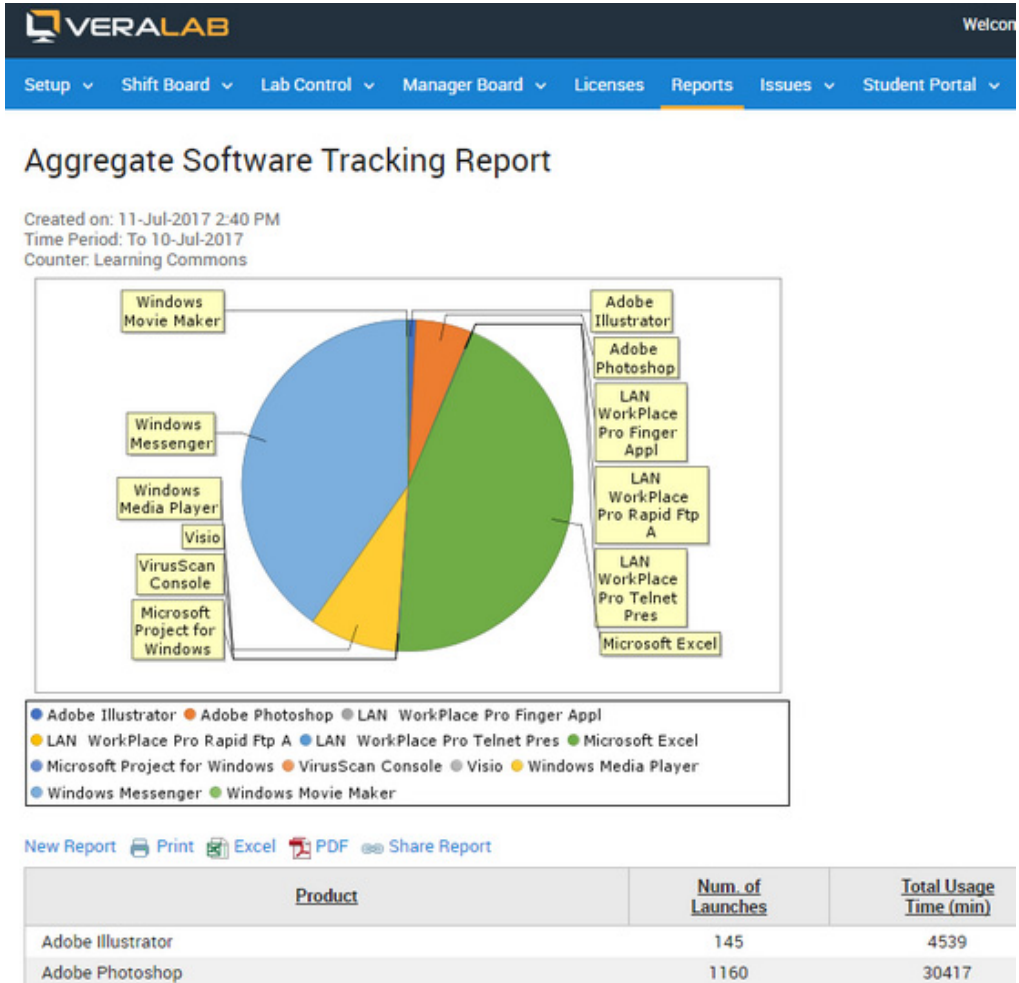 VERALAB
Welcom
Setup Shift Board Lab Control Manager Board Licenses Reports Issues Student Portal
Aggregate Software Tracking Report
Created on: 11-Jul-2017 2:40 PM
Time Period: To 10-Jul-2017
Counter: Learning Commons
Windows
Movie Maker
Windows
Messenger
Windows
Media Player
Visio
VirusScan
Console
Microsoft
Project for
Windows
Adobe
Illustrator
Adobe
Photoshop
LAN
WorkPlace
Pro Finger
Appl
LAN
WorkPlace
Pro Rapid Ftp
A
LAN
WorkPlace
Pro Telnet
Pres
Microsoft Excel
Adobe Illustrator Adobe Photoshop LAN WorkPlace Pro Finger Appl
LAN WorkPlace Pro Rapid Ftp A LAN WorkPlace Pro Telnet Pres Microsoft Excel
Microsoft Project for Windows VirusScan Console Visio Windows Media Player
Windows Messenger Windows Movie Maker
New Report Print Excel PDF Share Report
Product Num. of Launches Total Usage Time (min)
Adobe Illustrator 145 4539
Adobe Photoshop 1160 30417